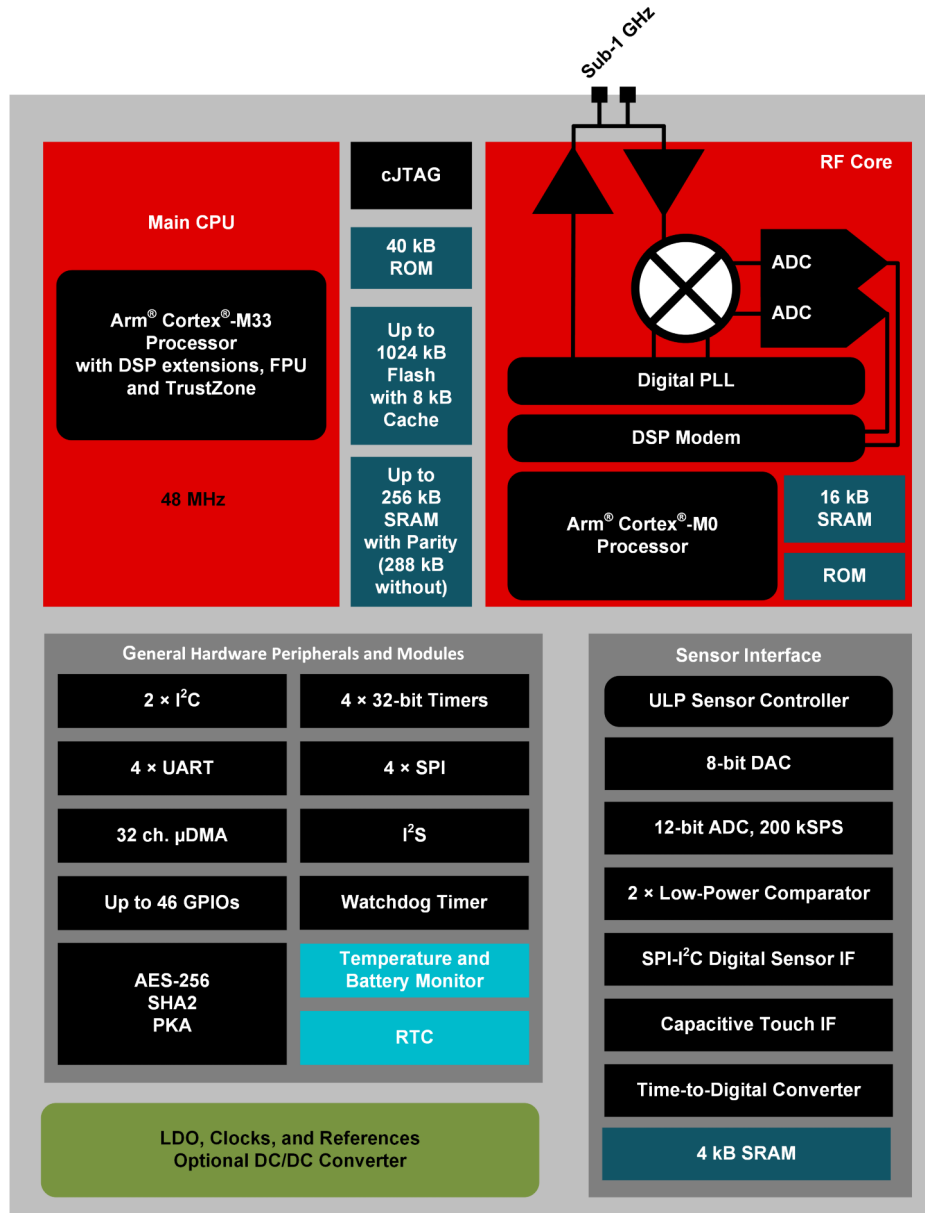 Sub-1 GHz
Main CPU
Arm® Cortex®-M33
Processor
with DSP extensions, FPU
and TrustZone
48 MHz
cJTAG
40 kB
ROM
Up to
1024 kB
Flash
with 8 kB
Cache
Up to
256 kB
SRAM
with Parity
(288 kB
without)
RF Core
ADC
ADC
Digital PLL
DSP Modem
Arm® Cortex®-M0
Processor
16 kB
SRAM
ROM
General Hardware Peripherals and Modules
2 × I²C
4 × 32-bit Timers
4 × UART
4 × SPI
32 ch. µDMA
I²S
Up to 46 GPIOs
Watchdog Timer
AES-256
SHA2
PKA
Temperature and
Battery Monitor
RTC
LDO, Clocks, and References
Optional DC/DC Converter
Sensor Interface
ULP Sensor Controller
8-bit DAC
12-bit ADC, 200 kSPS
2 × Low-Power Comparator
SPI-I²C Digital Sensor IF
Capacitive Touch IF
Time-to-Digital Converter
4 kB SRAM